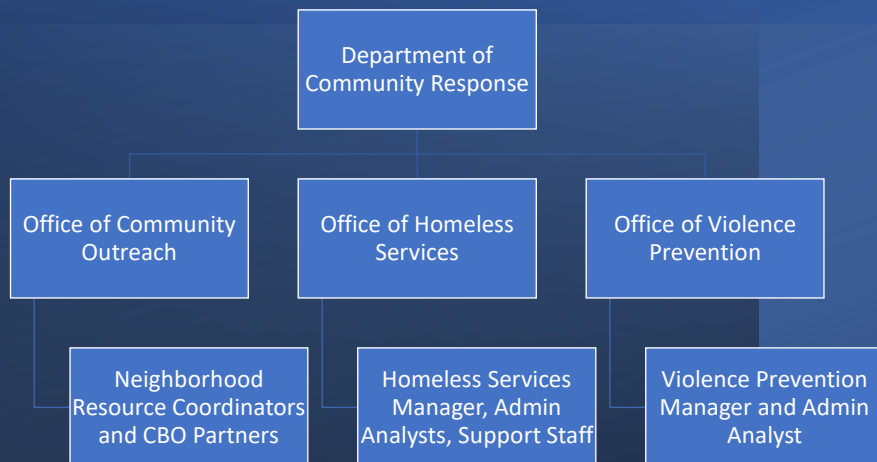 Department of
Community Response
Office of Community
Outreach
Office of Homeless
Services
Office of Violence
Prevention
Neighborhood
Resource Coordinators
and CBO Partners
Homeless Services
Manager, Admin
Analysts, Support Staff
Violence Prevention
Manager and Admin
Analyst